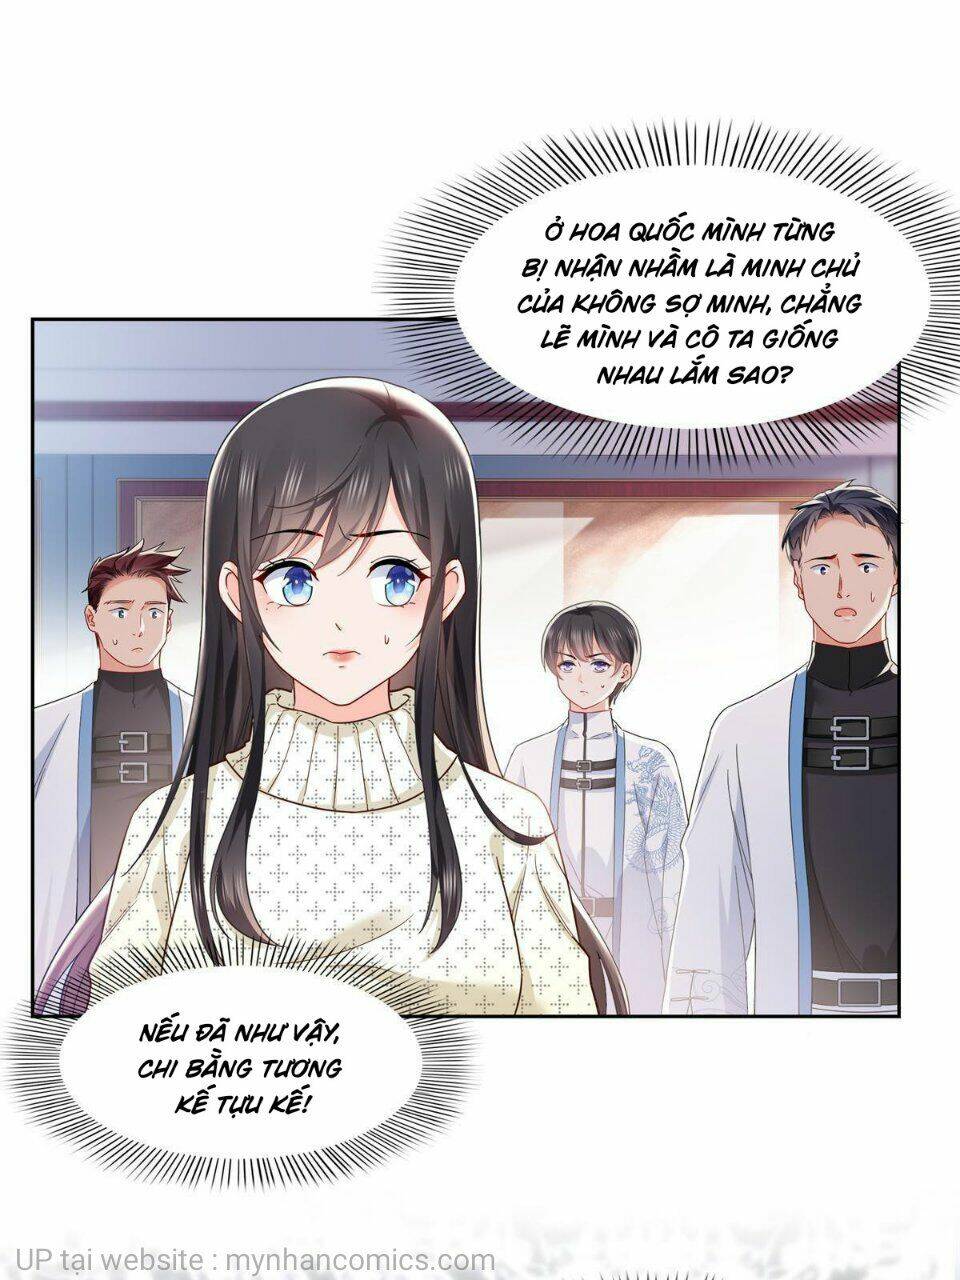 Ở HOA QUỐC MÌNH TỪNG
BỊ NHẬN NHẦM LÀ MINH CHỦ
CỦA KHÔNG SỢ MINH, CHẲNG
LẼ MÌNH VÀ CÔ TA GIỐNG
NHAU LẮM SAO?
NẾU ĐÃ NHƯ VẬY,
CHI BẰNG TƯƠNG
KẾ TỰU KẾ!
UP tại website : mynhancomics.com